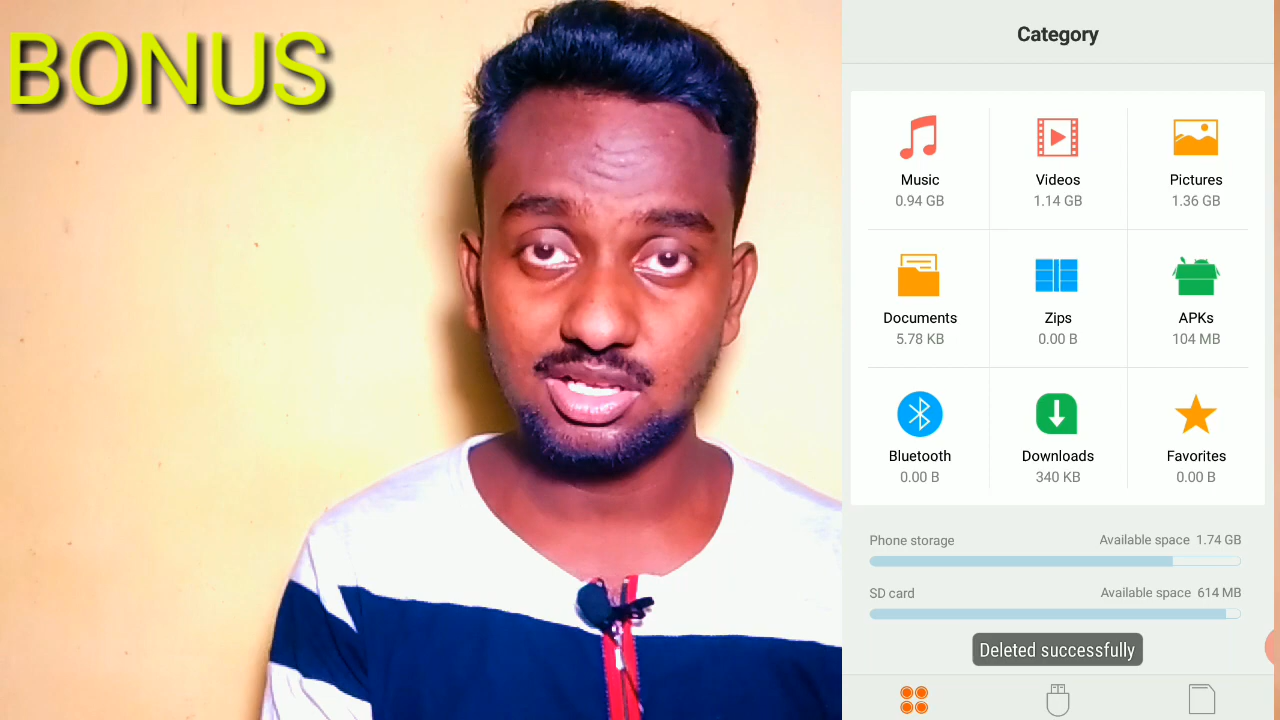 BONUS
Category
Music
0.94 GB
Videos
1.14 GB
Pictures
1.36 GB
Documents
5.78 KB
Zips
0.00 B
APKs
104 MB
Bluetooth
0.00 B
Downloads
340 KB
Favorites
0.00 B
Phone storage
Available space 1.74 GB
SD card
Available space 614 MB
Deleted successfully